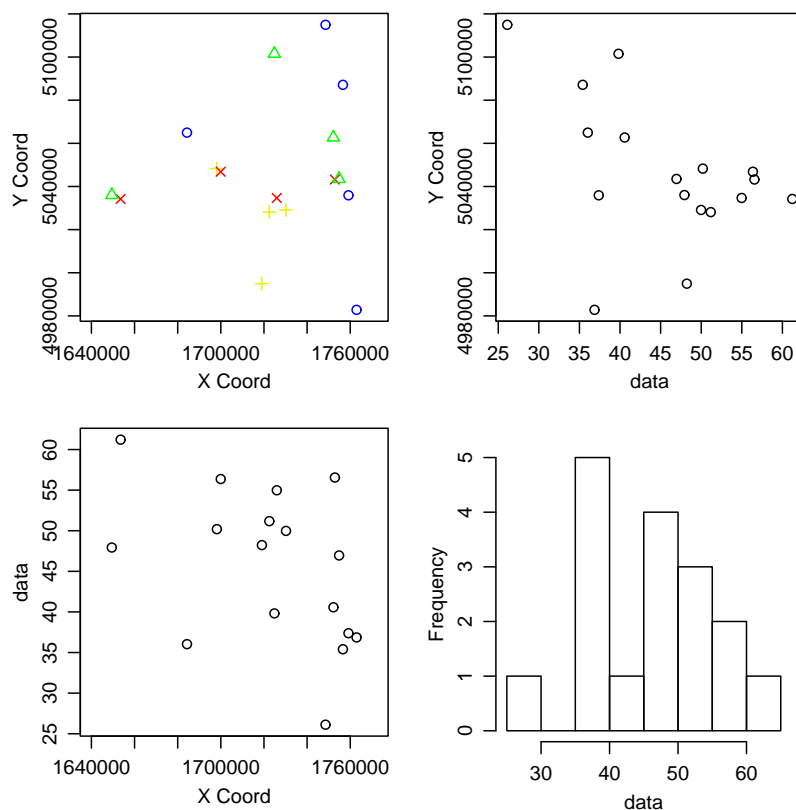 4980000 5040000 5100000
Y Coord
1640000 1700000 1760000
X Coord
4980000 5040000 5100000
Y Coord
25 30 35 40 45 50 55 60
data
25 30 35 40 45 50 55 60
data
1640000 1700000 1760000
X Coord
0 1 2 3 4 5
Frequency
30 40 50 60
data